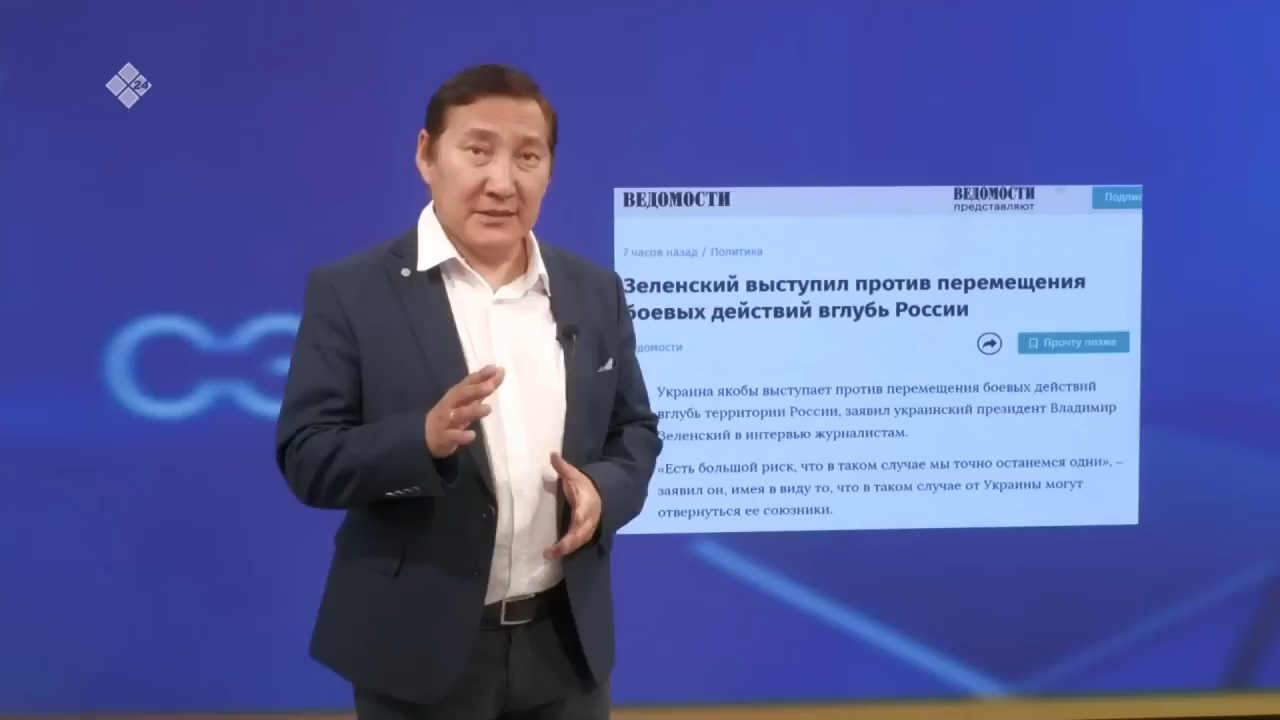 24
ВЕДОМОСТИ
ВЕДОМОСТИ
представляют
7 часов назад / Политика
Зеленский выступил против перемещения
боевых действий вглубь России
Прочту позже
Украина якобы выступает против перемещения боевых действий
вглубь территории России, заявил украинский президент Владимир
Зеленский в интервью журналистам.
«Есть большой риск, что в таком случае мы точно останемся одни», –
заявил он, имея в виду то, что в таком случае от Украины могут
отвернуться ее союзники.